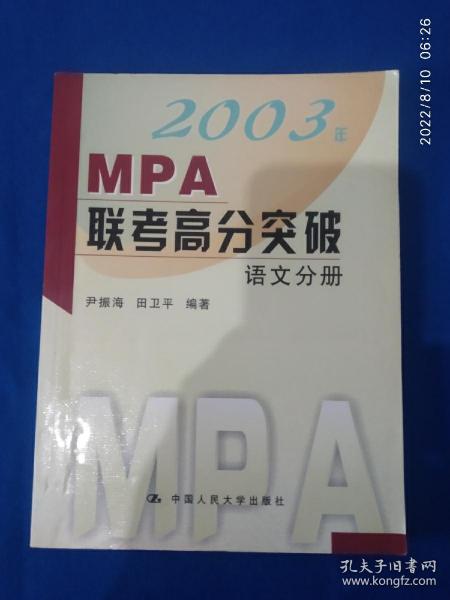 2003年
MPA
联考高分突破
语文分册
尹振海 田卫平 编著
MPA
中国人民大学出版社
2022/8/10 06:26
孔夫子旧书网
www.kongfz.com